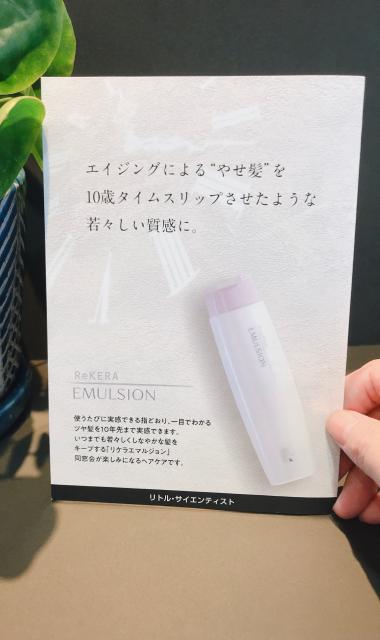 エイジングによる“やせ髪”を
10歳タイムスリップさせたような
若々しい質感に。
EMULSION
ReKERA
EMULSION
使うたびに実感できる指どおり、一目でわかる
ツヤ髪を10年先まで実感できます。
いつまでも若々しくしなやかな髪を
キープする「リケラエマルジョン」
同窓会が楽しみになるヘアケアです。
リトル・サイエンティスト